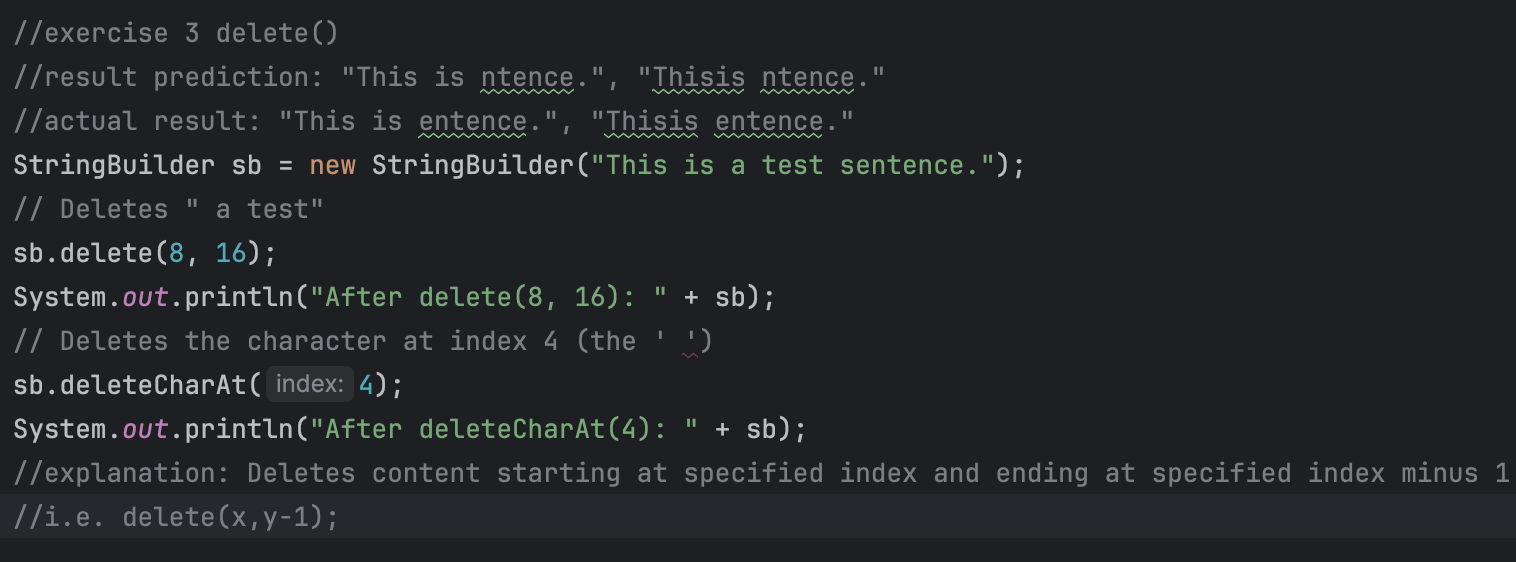 //exercise 3 delete()
//result prediction: "This is ntence.", "Thisis ntence."
//actual result: "This is entence.", "Thisis entence."
StringBuilder sb = new StringBuilder("This is a test sentence.");
// Deletes " a test"
sb.delete(8, 16);
System.out.println("After delete(8, 16): " + sb);
// Deletes the character at index 4 (the ' ')
sb.deleteCharAt( index: 4);
System.out.println("After deleteCharAt(4): " + sb);
//explanation: Deletes content starting at specified index and ending at specified index minus 1
//i.e. delete(x,y-1);